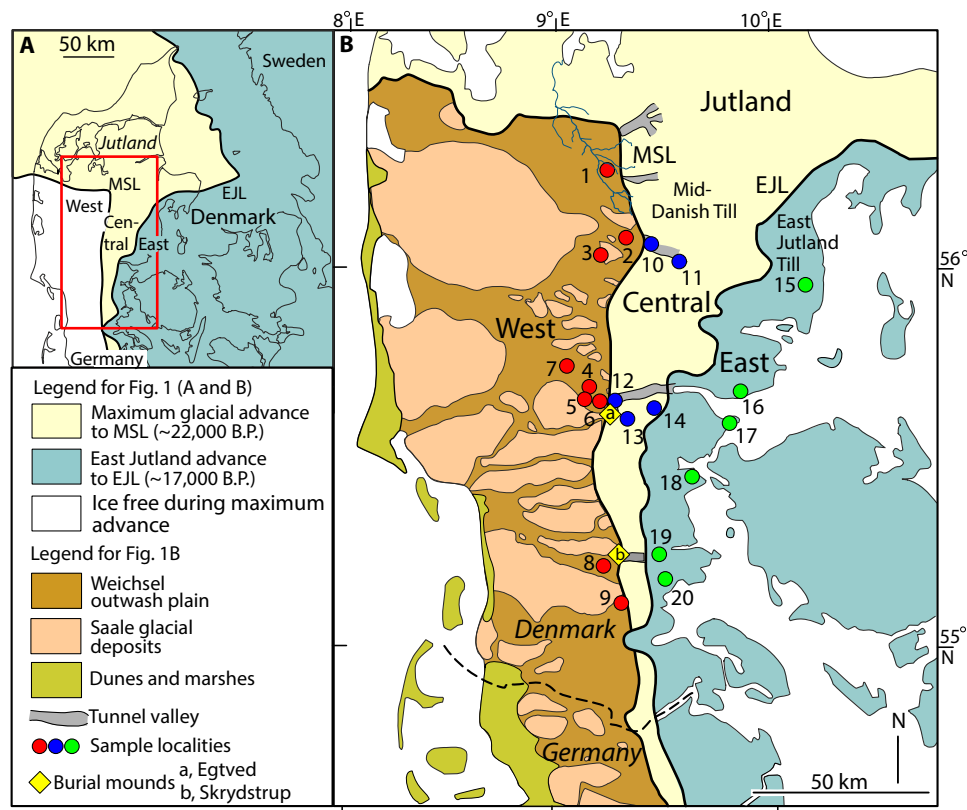 8°E
9°E
10°E
A
50 km
Sweden
Jutland
MSL
West
EJL
Cen-
tral
Denmark
East
Germany
Legend for Fig. 1 (A and B)
Maximum glacial advance
to MSL (~22,000 B.P.)
East Jutland advance
to EJL (~17,000 B.P.)
Ice free during maximum
advance
Legend for Fig. 1B
Weichsel
outwash plain
Saale glacial
deposits
Dunes and marshes
Tunnel valley
Sample localities
Burial mounds a, Egtved
b, Skrydstrup
B
Jutland
MSL
1
Mid-
Danish Till
EJL
East
Jutland
Till
2
3
10
11
15
56°
N
Central
West
East
7
4
12
5
6
a
13
14
16
17
18
19
b
8
20
9
Denmark
55°
N
Germany
N
50 km